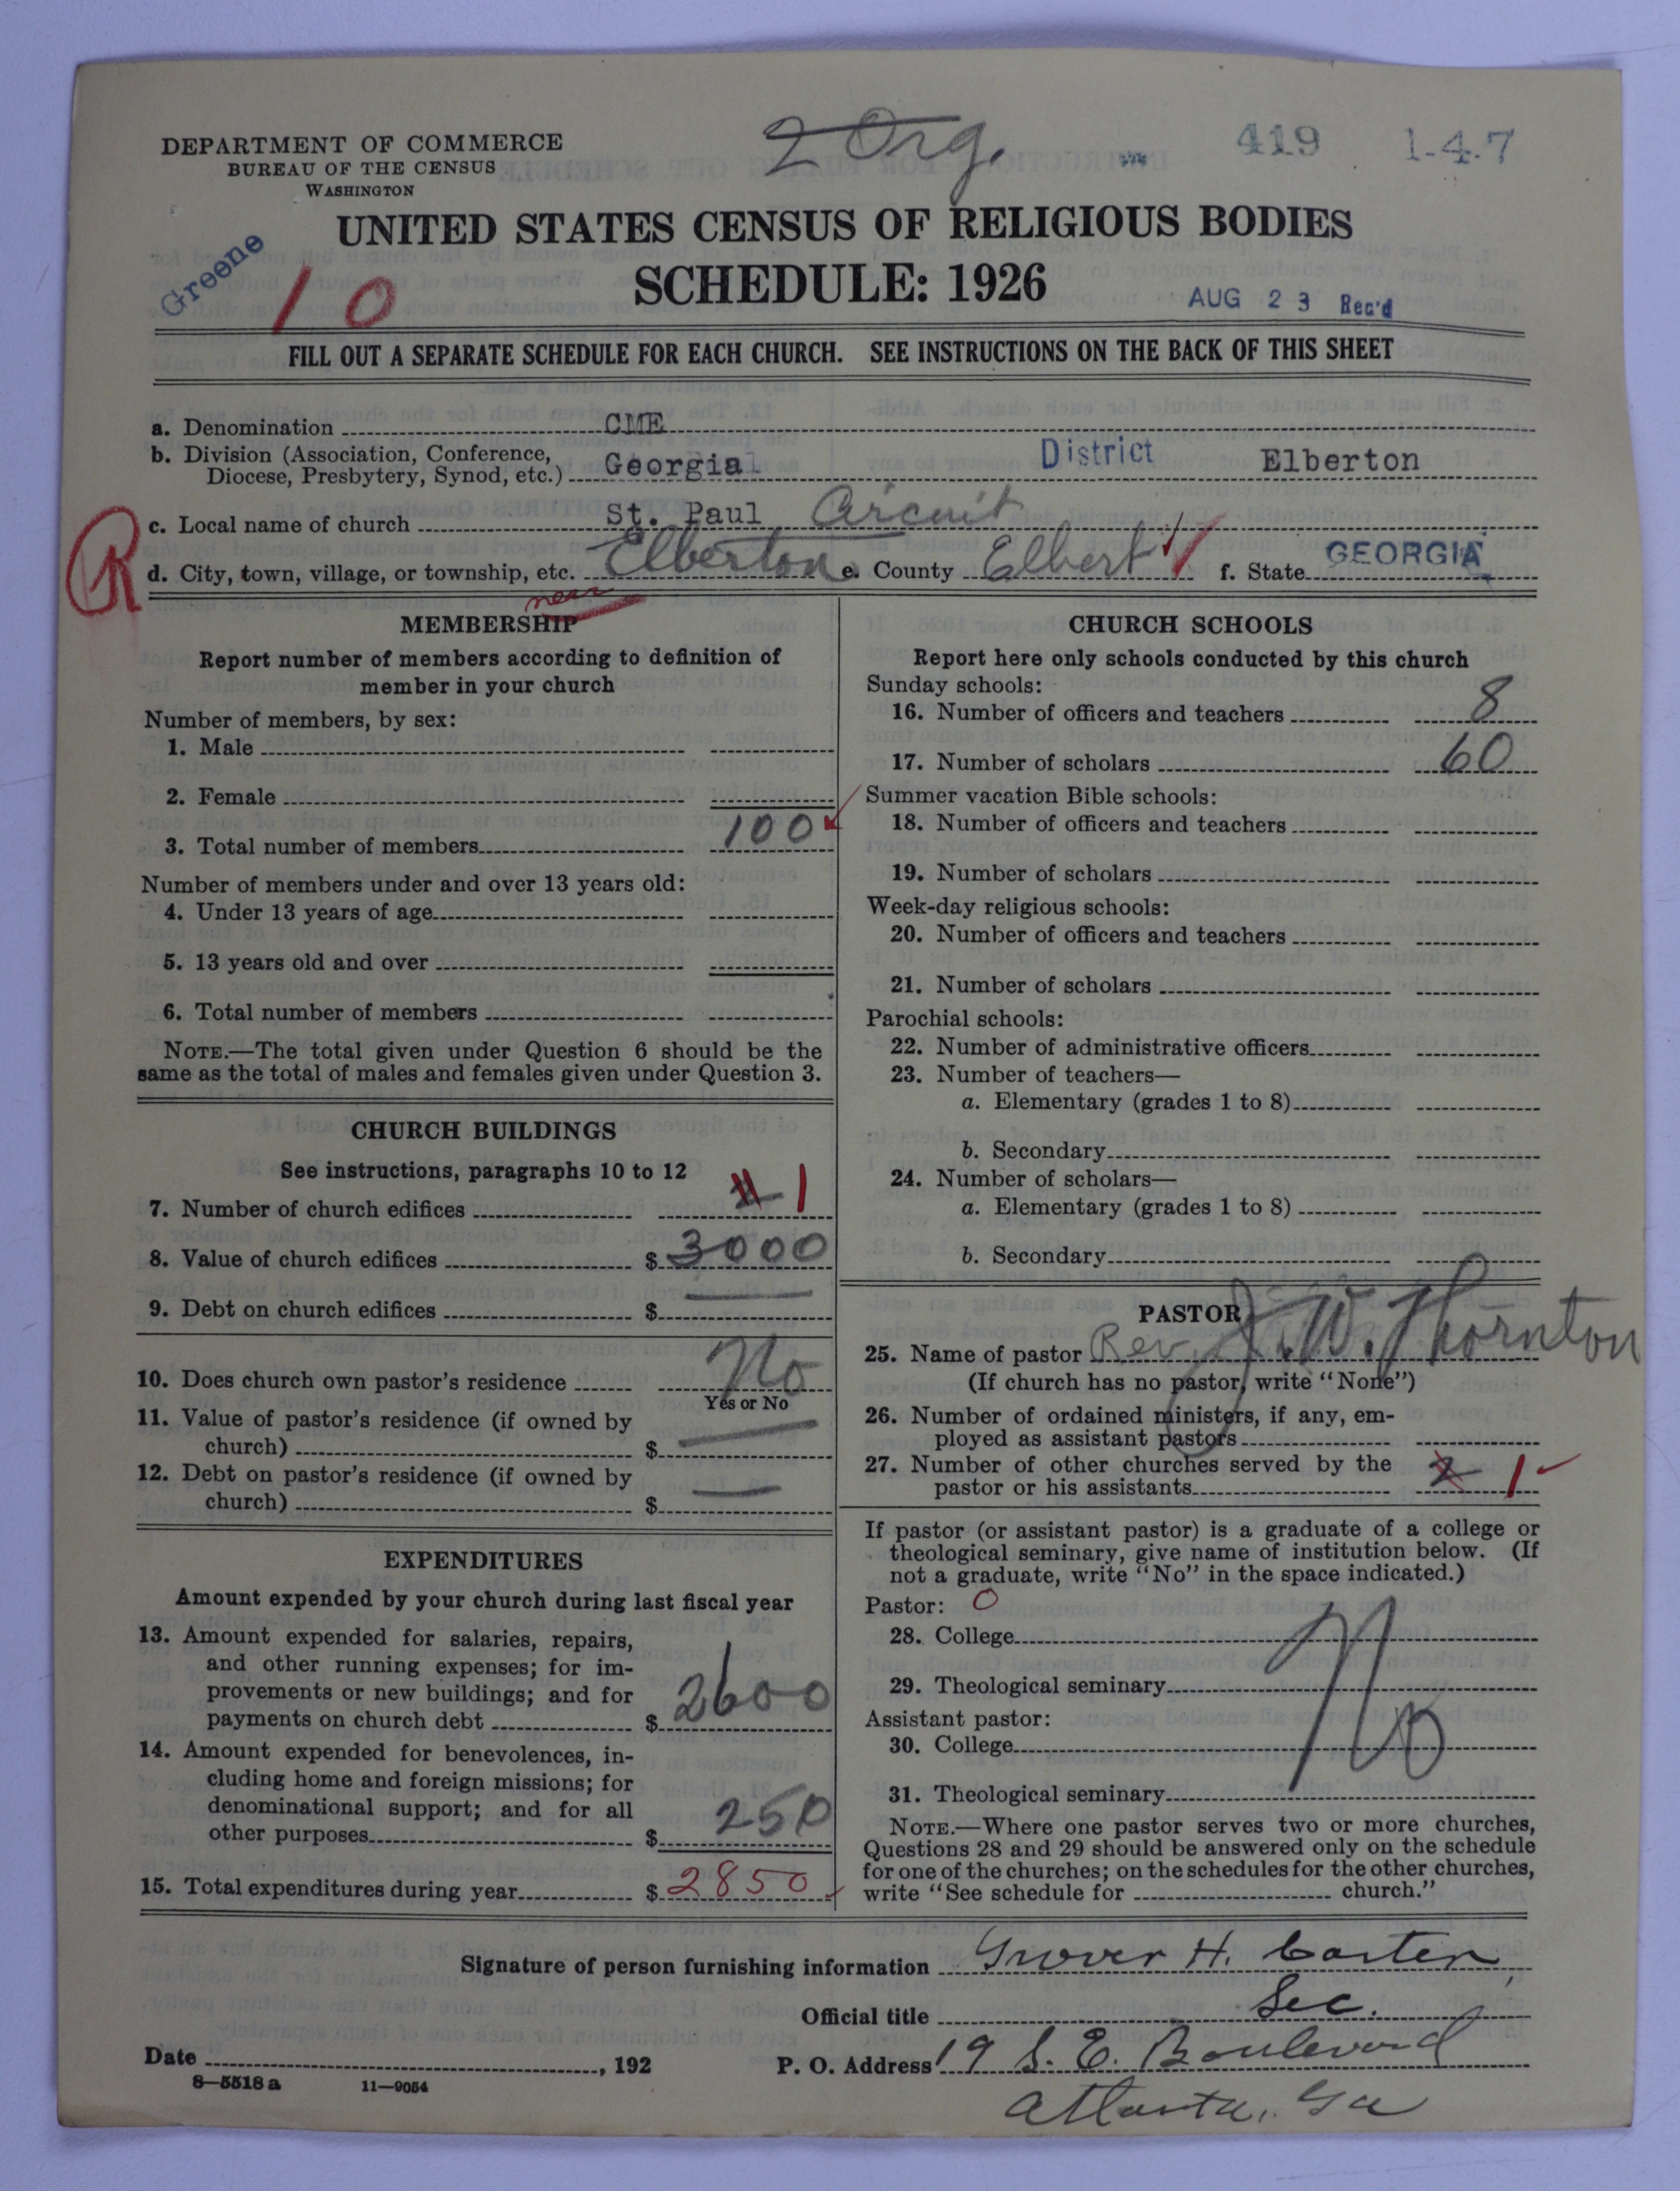 2 Org.
419 1-4-7
DEPARTMENT OF COMMERCE
BUREAU OF THE CENSUS
WASHINGTON
UNITED STATES CENSUS OF RELIGIOUS BODIES
SCHEDULE: 1926
Greene
10
AUG 23 Rec'd
FILL OUT A SEPARATE SCHEDULE FOR EACH CHURCH. SEE INSTRUCTIONS ON THE BACK OF THIS SHEET
a. Denomination CME
b. Division (Association, Conference, Diocese, Presbytery, Synod, etc.) Georgia District Elberton
c. Local name of church St. Paul Circuit
R
d. City, town, village, or township, etc. Elberton e. County Elbert f. State GEORGIA
near
MEMBERSHIP
Report number of members according to definition of
member in your church
Number of members, by sex:
1. Male
2. Female
3. Total number of members 100
Number of members under and over 13 years old:
4. Under 13 years of age
5. 13 years old and over
6. Total number of members
NOTE.—The total given under Question 6 should be the
same as the total of males and females given under Question 3.
CHURCH BUILDINGS
See instructions, paragraphs 10 to 12
7. Number of church edifices 1
8. Value of church edifices $ 3000
9. Debt on church edifices $ —
10. Does church own pastor's residence No
Yes or No
11. Value of pastor's residence (if owned by
church) $ —
12. Debt on pastor's residence (if owned by
church) $ —
EXPENDITURES
Amount expended by your church during last fiscal year
13. Amount expended for salaries, repairs,
and other running expenses; for im-
provements or new buildings; and for
payments on church debt $ 2600
14. Amount expended for benevolences, in-
cluding home and foreign missions; for
denominational support; and for all
other purposes $ 250
15. Total expenditures during year $ 2850
CHURCH SCHOOLS
Report here only schools conducted by this church
Sunday schools:
16. Number of officers and teachers 8
17. Number of scholars 60
Summer vacation Bible schools:
18. Number of officers and teachers
19. Number of scholars
Week-day religious schools:
20. Number of officers and teachers
21. Number of scholars
Parochial schools:
22. Number of administrative officers
23. Number of teachers—
a. Elementary (grades 1 to 8)
b. Secondary
24. Number of scholars—
a. Elementary (grades 1 to 8)
b. Secondary
PASTOR
25. Name of pastor Rev. J. W. Thornton
(If church has no pastor, write "None")
26. Number of ordained ministers, if any, em-
ployed as assistant pastors
27. Number of other churches served by the
pastor or his assistants 2 1
If pastor (or assistant pastor) is a graduate of a college or
theological seminary, give name of institution below. (If
not a graduate, write "No" in the space indicated.)
Pastor: 0
28. College
29. Theological seminary
No
Assistant pastor:
30. College
31. Theological seminary
NOTE.—Where one pastor serves two or more churches,
Questions 28 and 29 should be answered only on the schedule
for one of the churches; on the schedules for the other churches,
write "See schedule for church."
Signature of person furnishing information Grover H. Carter,
Official title Sec.
Date , 192 P. O. Address 19 S. E. Boulevard
8—5518a 11—9054
Atlanta, Ga